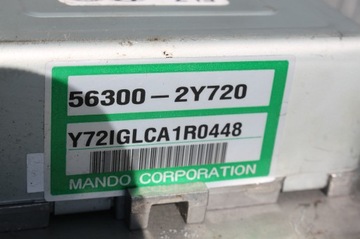 56300-2Y720
Y72IGLCA1R0448
MANDO CORPORATION